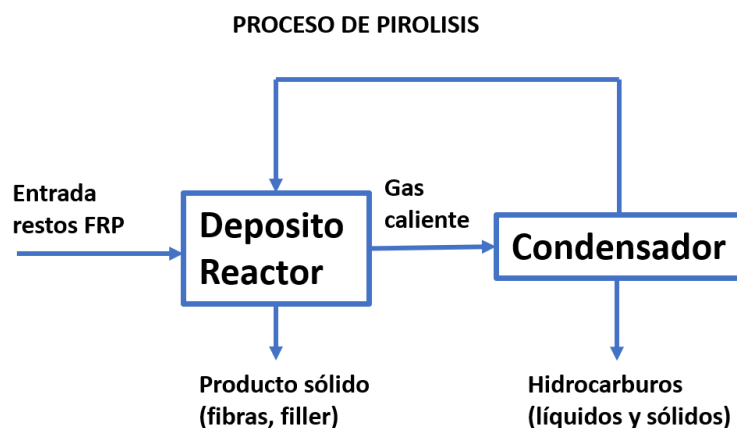 PROCESO DE PIROLISIS
Entrada
restos FRP
Deposito
Reactor
Gas
caliente
Condensador
Producto sólido
(fibras, filler)
Hidrocarburos
(líquidos y sólidos)